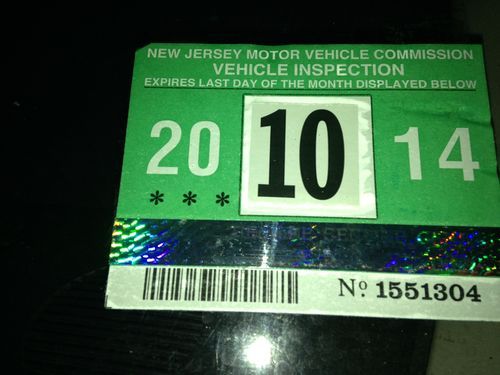 NEW JERSEY MOTOR VEHICLE COMMISSION
VEHICLE INSPECTION
EXPIRES LAST DAY OF THE MONTH DISPLAYED BELOW
20 10 14
***
Nº 1551304